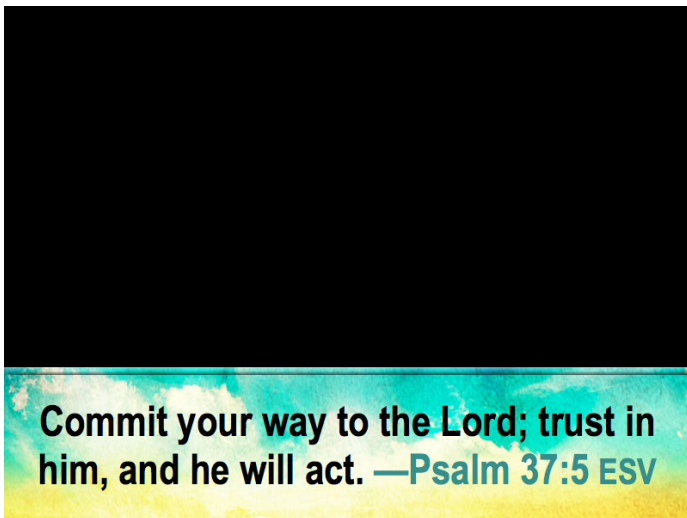 Commit your way to the Lord; trust in
him, and he will act. —Psalm 37:5 ESV